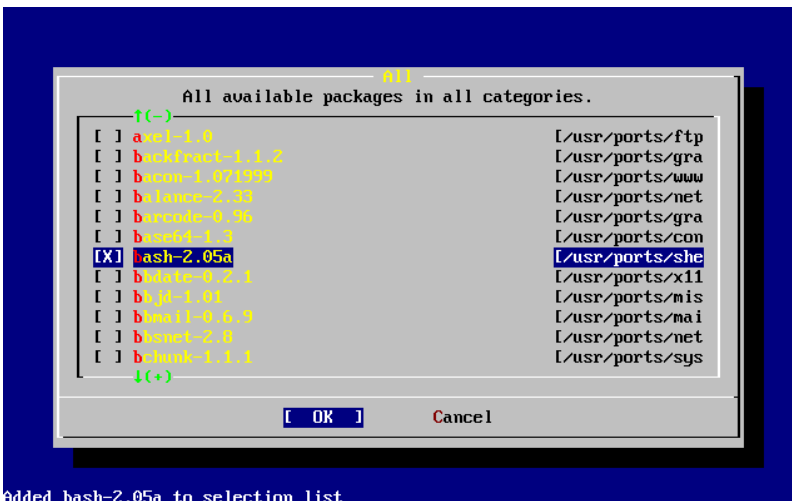 All
All available packages in all categories.
↑(-)
[ ] axel-1.0 [/usr/ports/ftp
[ ] backfract-1.1.2 [/usr/ports/gra
[ ] bacon-1.071999 [/usr/ports/www
[ ] balance-2.33 [/usr/ports/net
[ ] barcode-0.96 [/usr/ports/gra
[ ] base64-1.3 [/usr/ports/con
[X] bash-2.05a [/usr/ports/she
[ ] bbdate-0.2.1 [/usr/ports/x11
[ ] bbjd-1.01 [/usr/ports/mis
[ ] bbmail-0.6.9 [/usr/ports/mai
[ ] bbsnet-2.8 [/usr/ports/net
[ ] bchunk-1.1.1 [/usr/ports/sys
↓(+)
[ OK ] Cancel
Added bash-2.05a to selection list